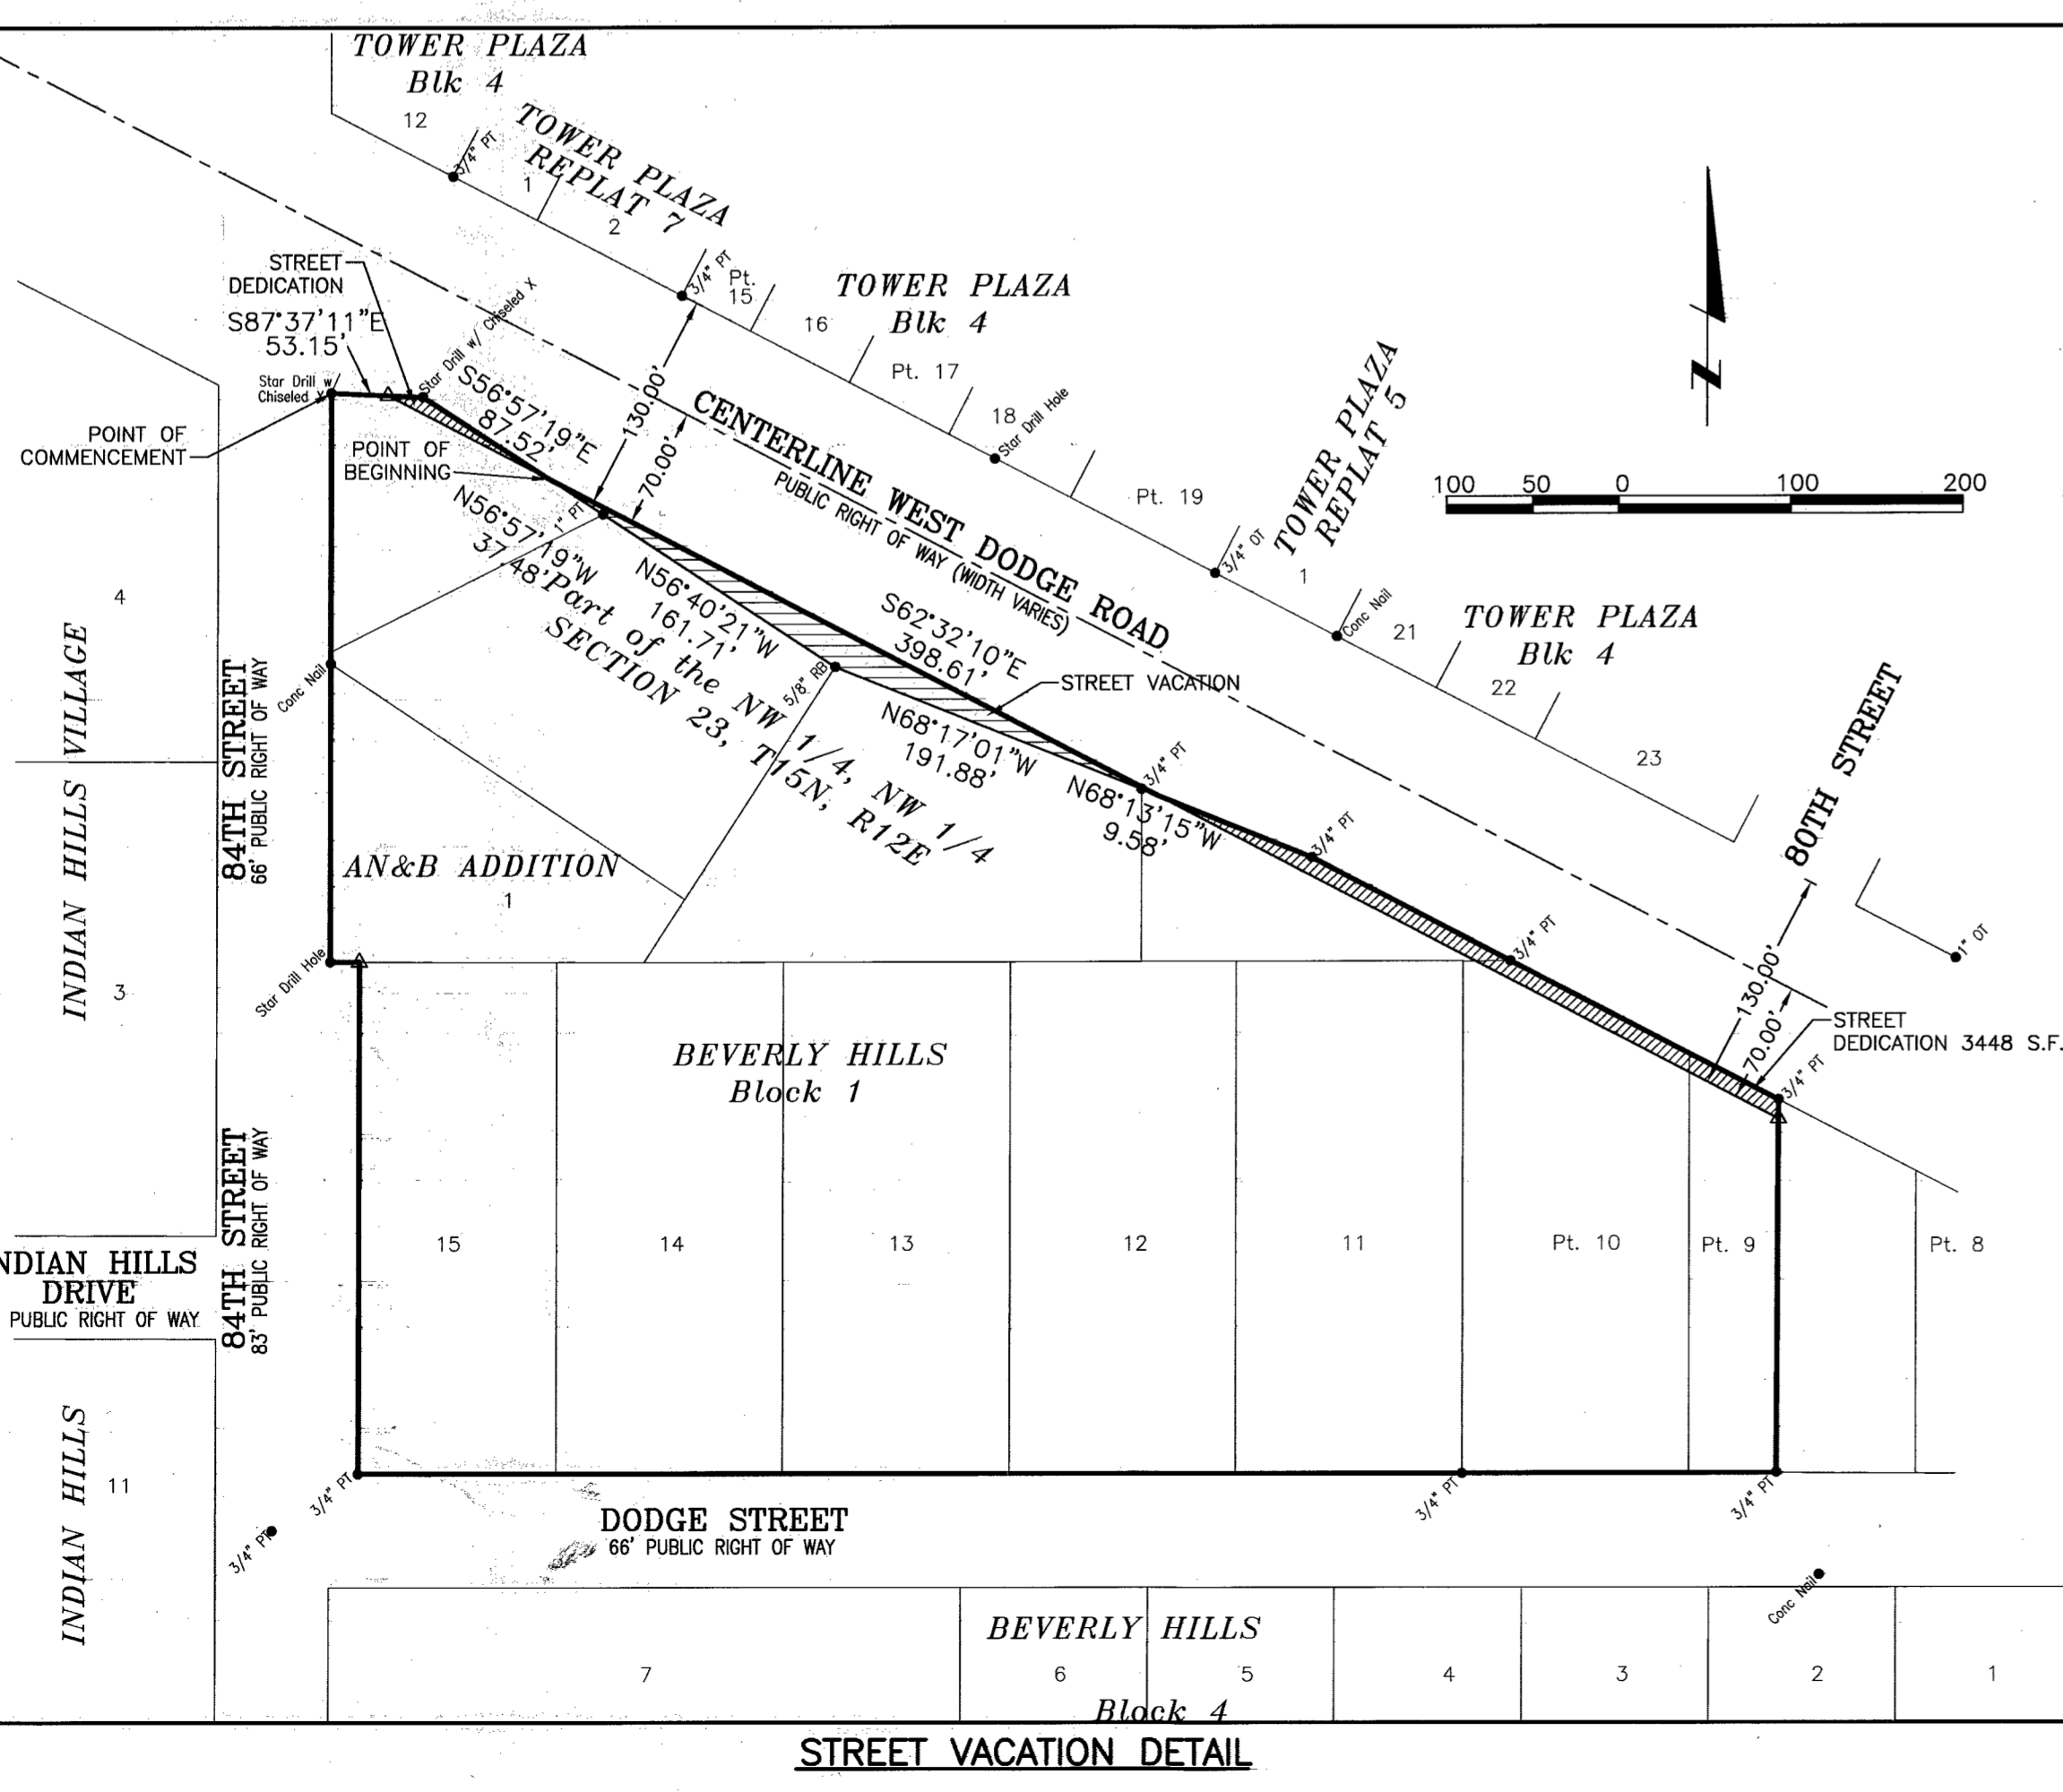 TOWER PLAZA
Blk 4
12
3/4" PT
TOWER PLAZA
REPLAT 7
1
2
3/4" PT
Pt.
15
TOWER PLAZA
Blk 4
16
Pt. 17
18
Star Drill Hole
Pt. 19
TOWER PLAZA
REPLAT 5
1
3/4" OT
Conc Nail
21
TOWER PLAZA
Blk 4
22
23
80TH STREET
1" OT
N
100 50 0 100 200
STREET
DEDICATION
S87°37'11"E
53.15'
Star Drill w/
Chiseled X
Star Drill w/ Chiseled X
POINT OF
COMMENCEMENT
S56°57'19"E
87.52'
POINT OF
BEGINNING
130.00'
70.00'
CENTERLINE WEST DODGE ROAD
PUBLIC RIGHT OF WAY (WIDTH VARIES)
1" PT
N56°57'19"W
37.48'
N56°40'21"W
161.71'
Part of the NW 1/4, NW 1/4
SECTION 23, T15N, R12E
S62°32'10"E
398.61'
STREET VACATION
5/8" RB
N68°17'01"W
191.88'
3/4" PT
N68°13'15"W
9.58'
3/4" PT
3/4" PT
130.00'
70.00'
STREET
DEDICATION 3448 S.F.
3/4" PT
4
INDIAN HILLS VILLAGE
3
84TH STREET
66' PUBLIC RIGHT OF WAY
Conc Nail
AN&B ADDITION
1
Star Drill Hole
BEVERLY HILLS
Block 1
15
14
13
12
11
Pt. 10
Pt. 9
Pt. 8
84TH STREET
83' PUBLIC RIGHT OF WAY
NDIAN HILLS
DRIVE
PUBLIC RIGHT OF WAY
INDIAN HILLS
11
3/4" PT
3/4" PT
DODGE STREET
66' PUBLIC RIGHT OF WAY
3/4" PT
3/4" PT
Conc Nail
BEVERLY HILLS
7
6
5
4
3
2
1
Block 4
STREET VACATION DETAIL